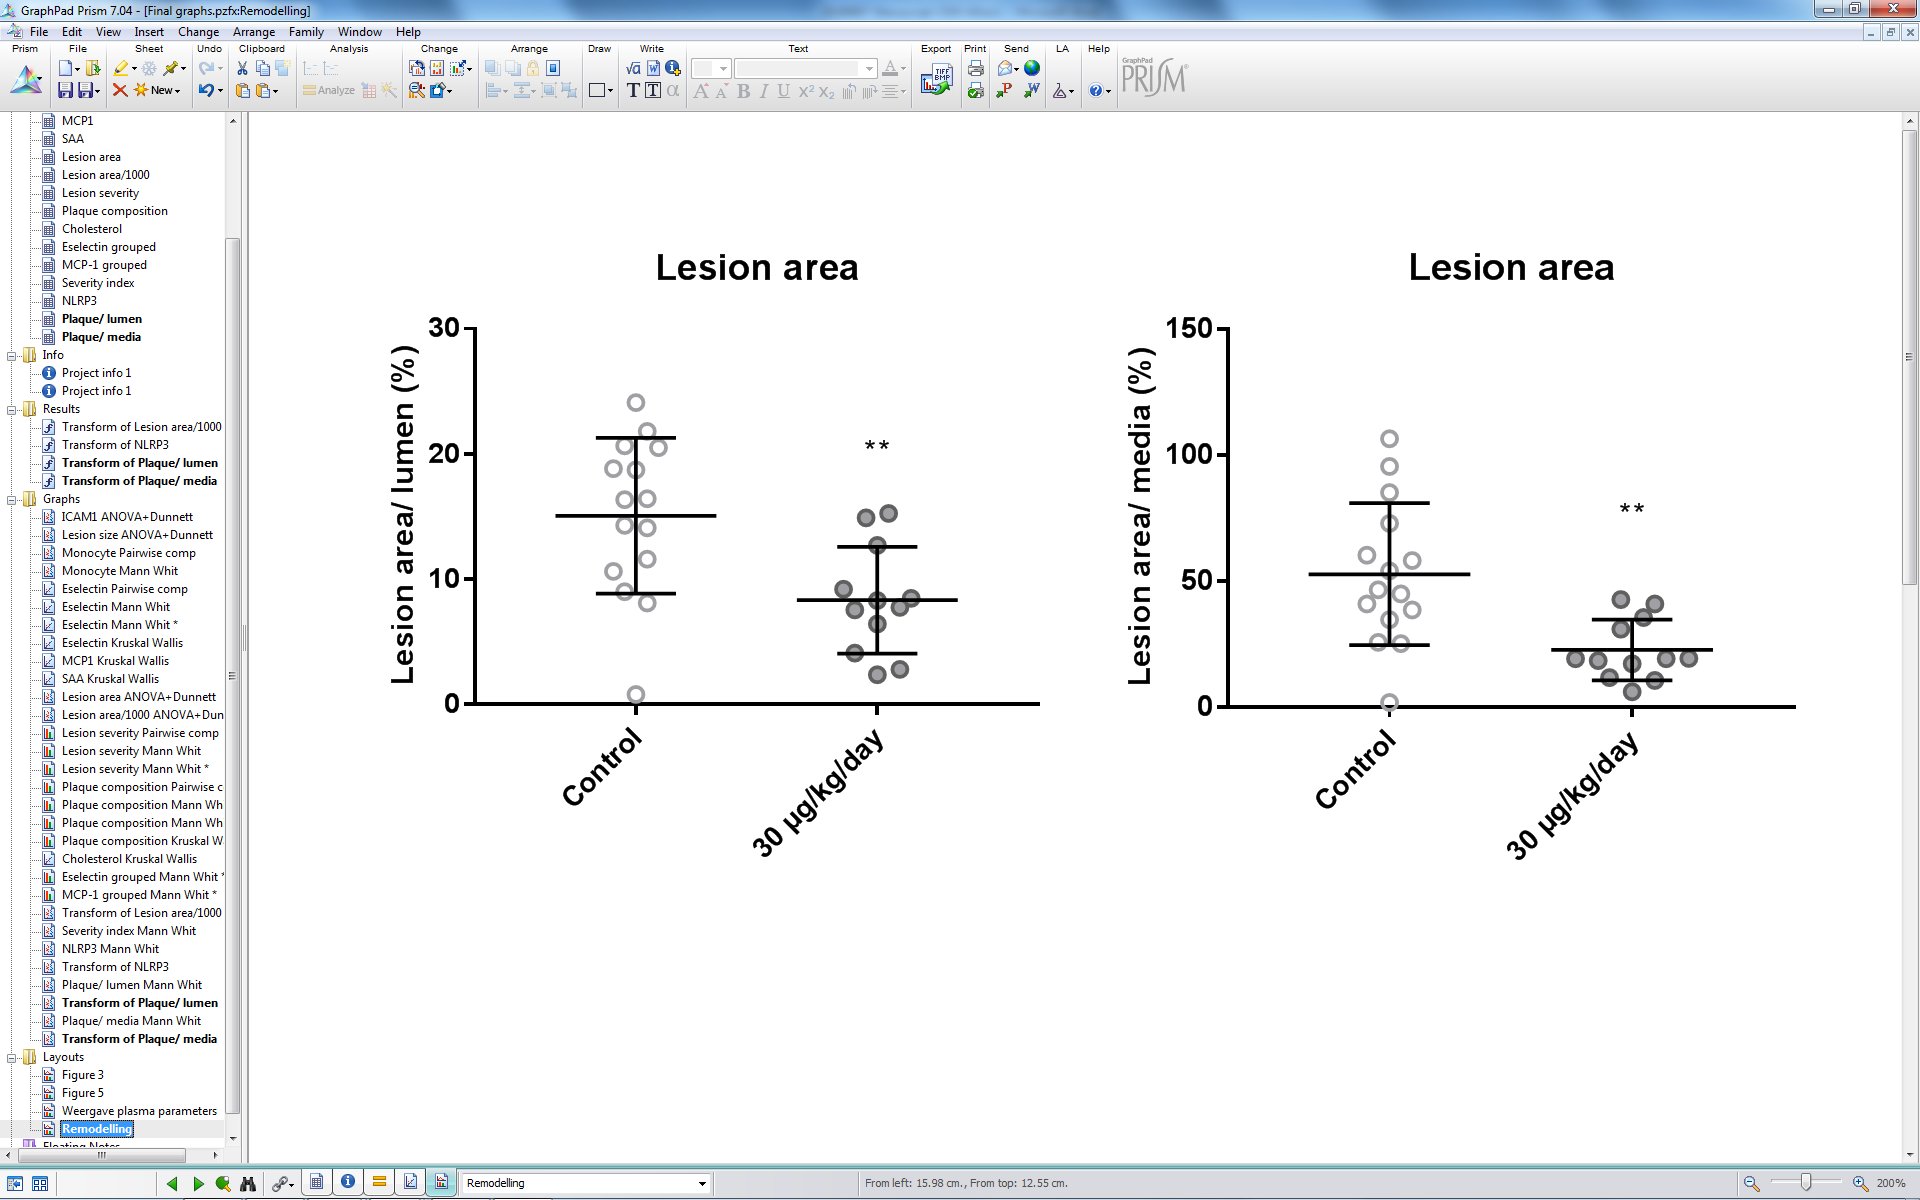 GraphPad Prism 7.04 - [Final graphs.pzfx:Remodelling]
File Edit View Insert Change Arrange Family Window Help
Prism File Sheet Undo Clipboard Analysis Change Arrange Draw Write Text Export Print Send LA Help
New
Analyze
GraphPad
PRISM
MCP1
SAA
Lesion area
Lesion area/1000
Lesion severity
Plaque composition
Cholesterol
Eselectin grouped
MCP-1 grouped
Severity index
NLRP3
Plaque/ lumen
Plaque/ media
Info
Project info 1
Project info 1
Results
Transform of Lesion area/1000
Transform of NLRP3
Transform of Plaque/ lumen
Transform of Plaque/ media
Graphs
ICAM1 ANOVA+Dunnett
Lesion size ANOVA+Dunnett
Monocyte Pairwise comp
Monocyte Mann Whit
Eselectin Pairwise comp
Eselectin Mann Whit
Eselectin Mann Whit *
Eselectin Kruskal Wallis
MCP1 Kruskal Wallis
SAA Kruskal Wallis
Lesion area ANOVA+Dunnett
Lesion area/1000 ANOVA+Dun
Lesion severity Pairwise comp
Lesion severity Mann Whit
Lesion severity Mann Whit *
Plaque composition Pairwise c
Plaque composition Mann Wh
Plaque composition Mann Wh
Plaque composition Kruskal W
Cholesterol Kruskal Wallis
Eselectin grouped Mann Whit *
MCP-1 grouped Mann Whit *
Transform of Lesion area/1000
Severity index Mann Whit
NLRP3 Mann Whit
Transform of NLRP3
Plaque/ lumen Mann Whit
Transform of Plaque/ lumen
Plaque/ media Mann Whit
Transform of Plaque/ media
Layouts
Figure 3
Figure 5
Weergave plasma parameters
Remodelling
Floating Notes
Lesion area
Lesion area/ lumen (%)
30
20
10
0
**
Control
30 µg/kg/day
Lesion area
Lesion area/ media (%)
150
100
50
0
**
Control
30 µg/kg/day
Remodelling
From left: 15.98 cm., From top: 12.55 cm.
200%